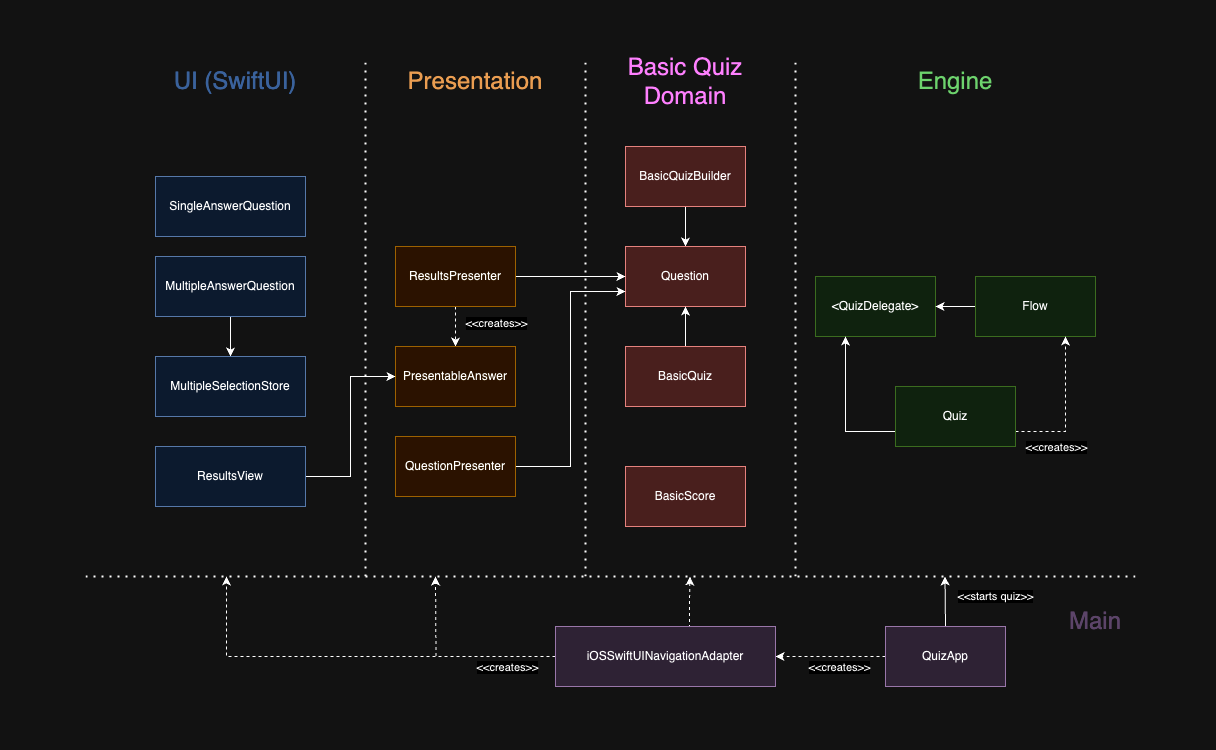 UI (SwiftUI)
Presentation
Basic Quiz
Domain
Engine
SingleAnswerQuestion
MultipleAnswerQuestion
MultipleSelectionStore
ResultsView
ResultsPresenter
<<creates>>
PresentableAnswer
QuestionPresenter
BasicQuizBuilder
Question
BasicQuiz
BasicScore
<QuizDelegate>
Flow
Quiz
<<creates>>
<<starts quiz>>
Main
iOSSwiftUINavigationAdapter
QuizApp
<<creates>>
<<creates>>